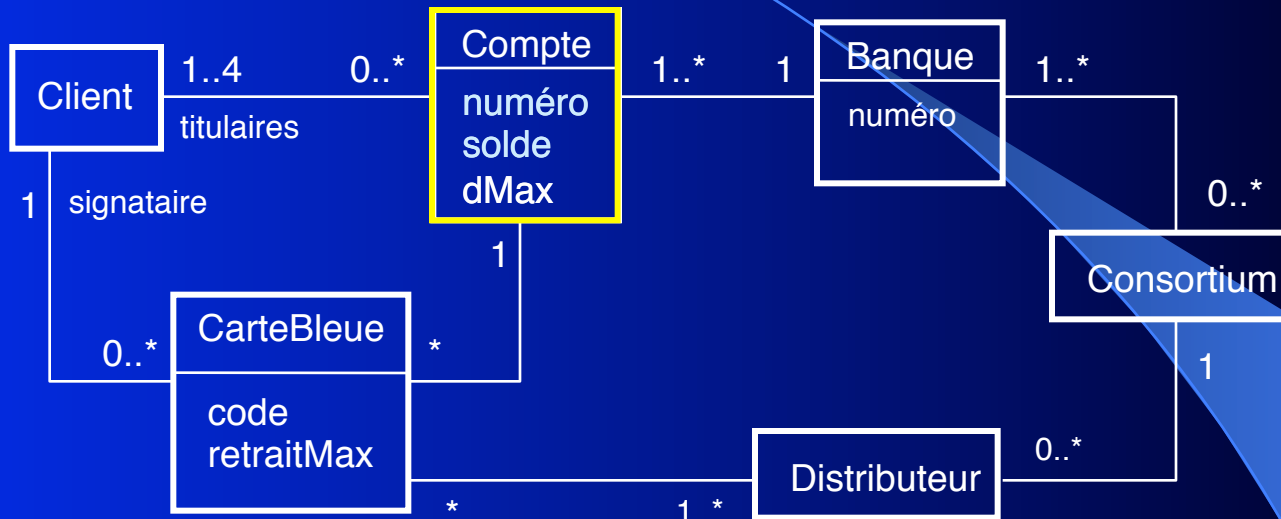 Client
1..4
titulaires
0..*
Compte
numéro
solde
dMax
1..*
1
Banque
numéro
1..*
0..*
Consortium
1
signataire
0..*
CarteBleue
code
retraitMax
*
1
*
1..*
Distributeur
0..*
1